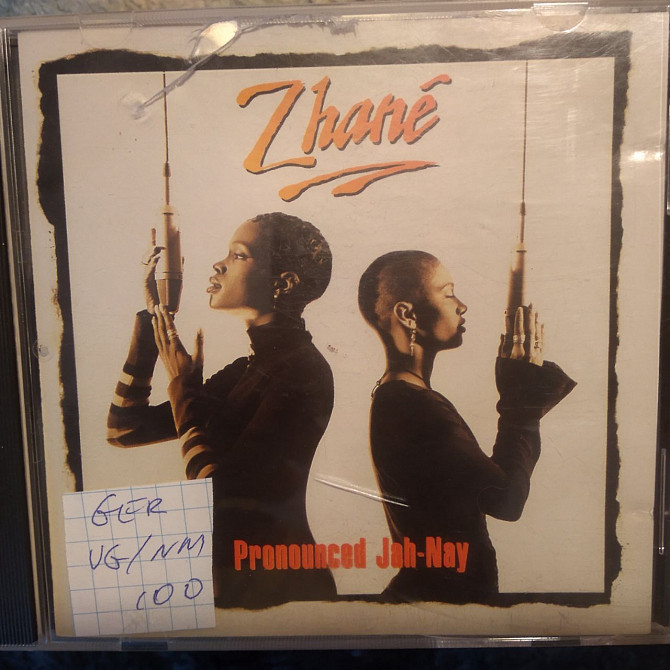 Zhané
Pronounced Jah-Nay
GER
VG/NM
100